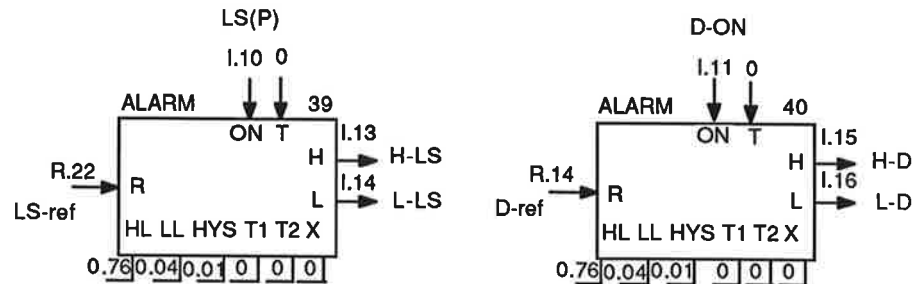 LS(P)
I.10 0
ALARM 39
ON T
H I.13 H-LS
R.22 R
LS-ref
L I.14 L-LS
HL LL HYS T1 T2 X
0.76 0.04 0.01 0 0 0
D-ON
I.11 0
ALARM 40
ON T
H I.15 H-D
R.14 R
D-ref
L I.16 L-D
HL LL HYS T1 T2 X
0.76 0.04 0.01 0 0 0